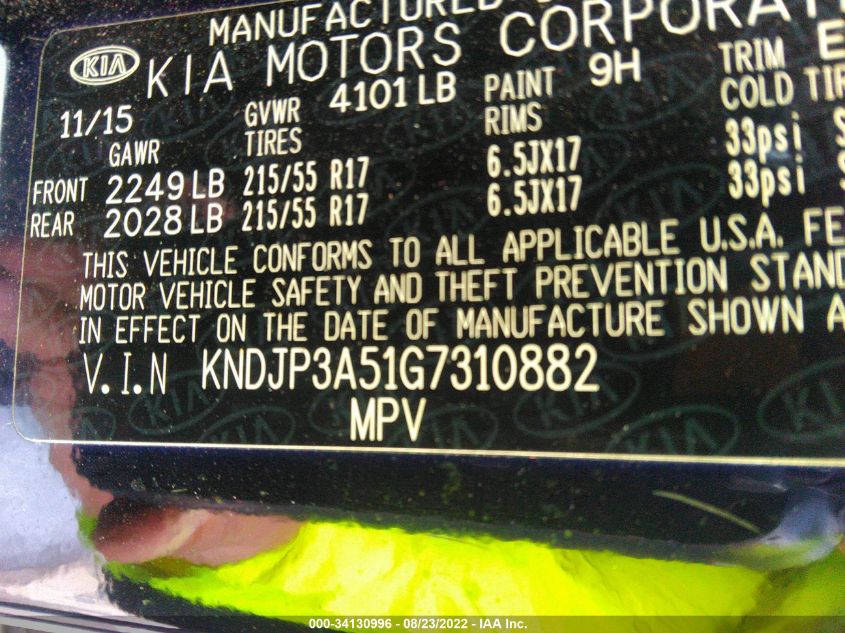 MANUFACTURED
KIA KIA MOTORS CORPORAT
11/15 GVWR 4101 LB PAINT 9H TRIM E
GAWR TIRES RIMS COLD TIR
FRONT 2249 LB 215/55 R17 6.5JX17 33psi
REAR 2028 LB 215/55 R17 6.5JX17 33psi
THIS VEHICLE CONFORMS TO ALL APPLICABLE U.S.A. FE
MOTOR VEHICLE SAFETY AND THEFT PREVENTION STAND
IN EFFECT ON THE DATE OF MANUFACTURE SHOWN A
V.I.N KNDJP3A51G7310882
MPV
000-34130996 - 08/23/2022 - IAA Inc.